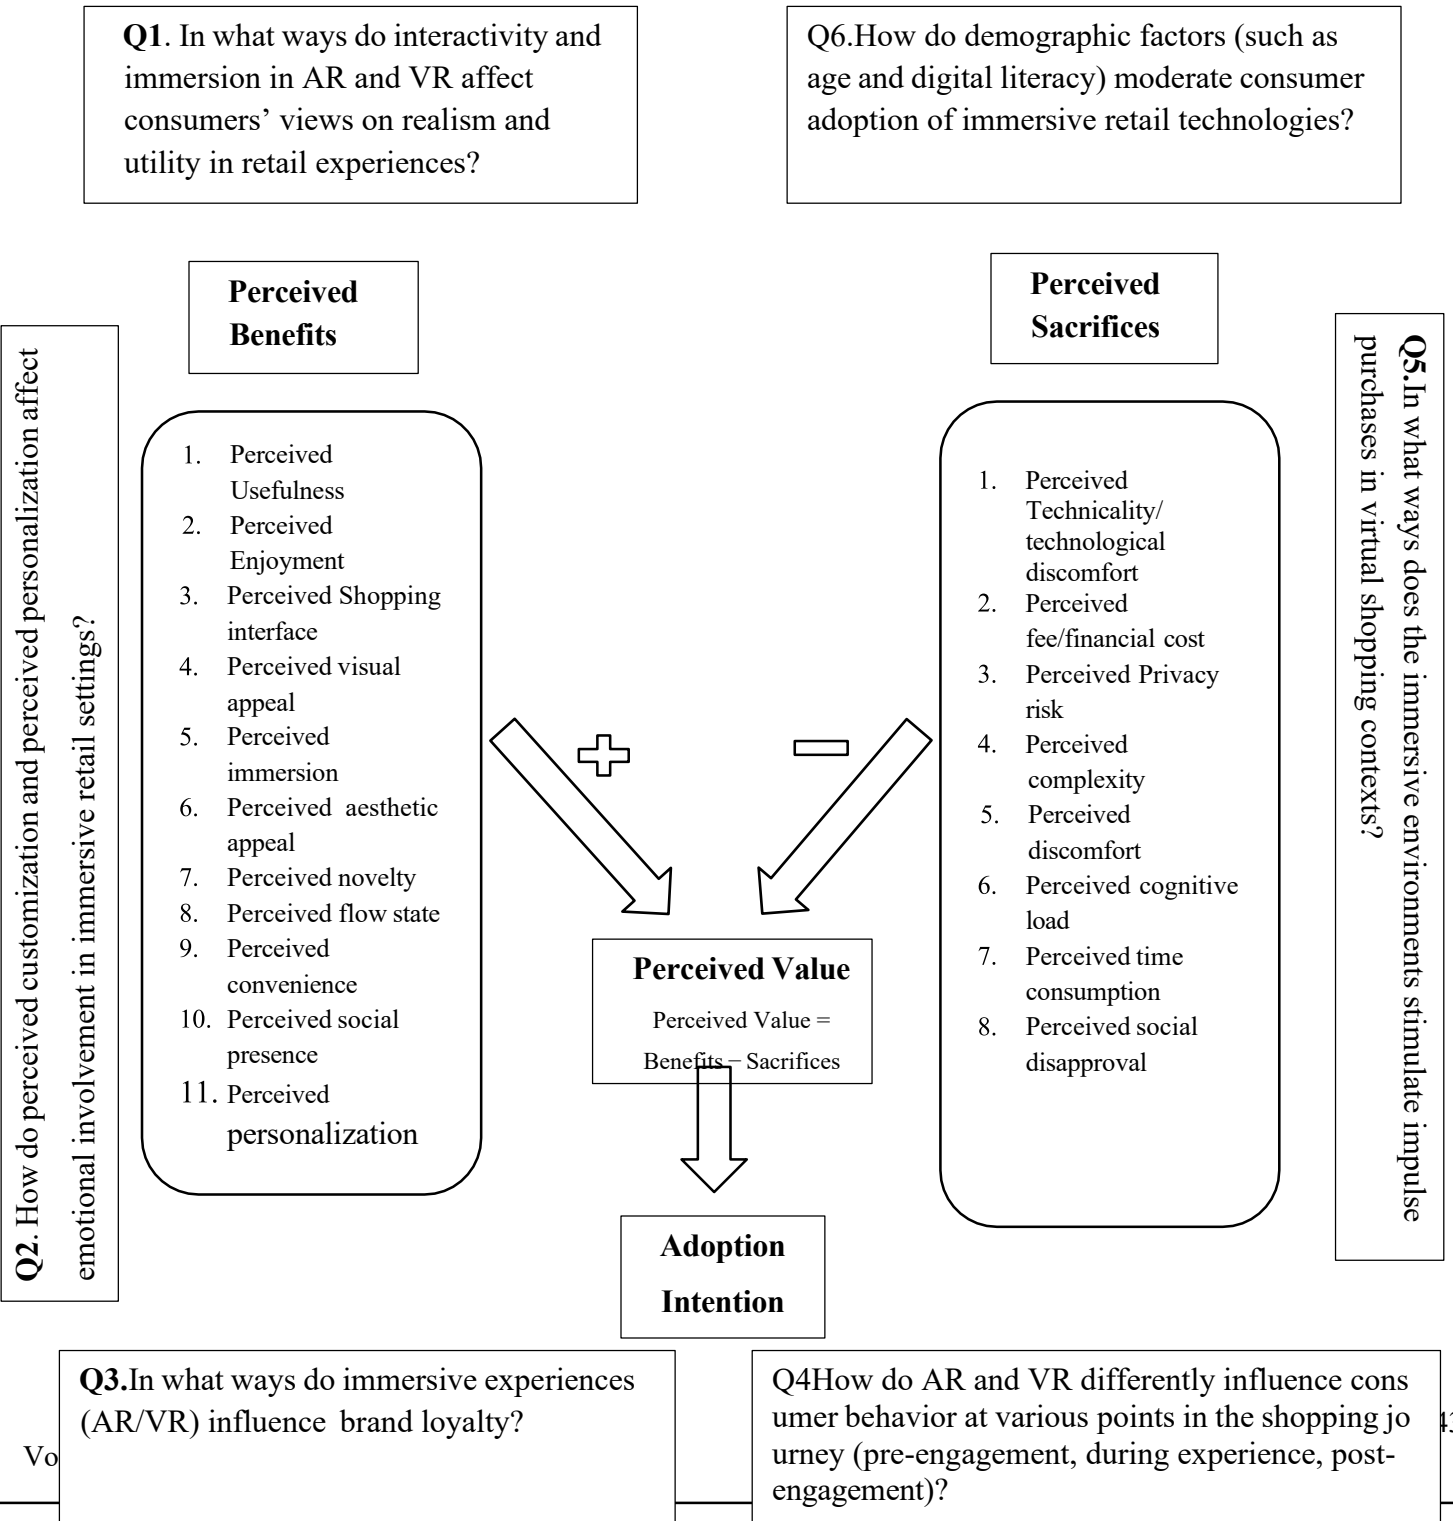 Q1. In what ways do interactivity and
immersion in AR and VR affect
consumers’ views on realism and
utility in retail experiences?
Q6.How do demographic factors (such as
age and digital literacy) moderate consumer
adoption of immersive retail technologies?
Perceived
Benefits
Perceived
Sacrifices
Q2. How do perceived customization and perceived personalization affect
emotional involvement in immersive retail settings?
1. Perceived
Usefulness
2. Perceived
Enjoyment
3. Perceived Shopping
interface
4. Perceived visual
appeal
5. Perceived
immersion
6. Perceived aesthetic
appeal
7. Perceived novelty
8. Perceived flow state
9. Perceived
convenience
10. Perceived social
presence
11. Perceived
personalization
1. Perceived
Technicality/
technological
discomfort
2. Perceived
fee/financial cost
3. Perceived Privacy
risk
4. Perceived
complexity
5. Perceived
discomfort
6. Perceived cognitive
load
7. Perceived time
consumption
8. Perceived social
disapproval
Q5.In what ways does the immersive environments stimulate impulse
purchases in virtual shopping contexts?
Perceived Value
Perceived Value =
Benefits – Sacrifices
Adoption
Intention
Q3.In what ways do immersive experiences
(AR/VR) influence brand loyalty?
Q4How do AR and VR differently influence cons
umer behavior at various points in the shopping jo
urney (pre-engagement, during experience, post-
engagement)?
Vo